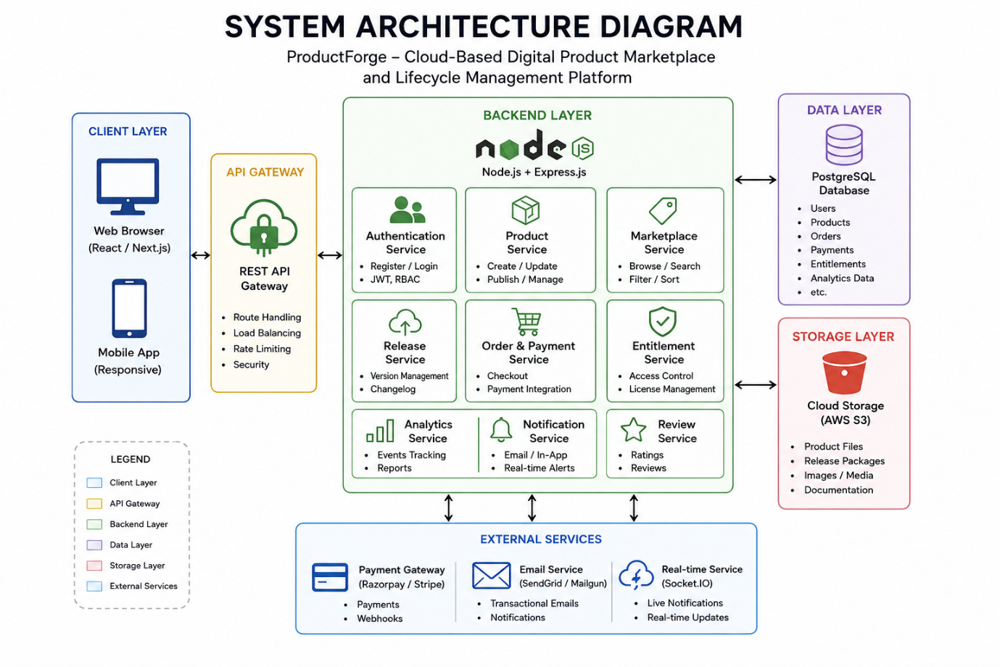 SYSTEM ARCHITECTURE DIAGRAM
ProductForge – Cloud-Based Digital Product Marketplace
and Lifecycle Management Platform
CLIENT LAYER
Web Browser
(React / Next.js)
Mobile App
(Responsive)
API GATEWAY
REST API
Gateway
• Route Handling
• Load Balancing
• Rate Limiting
• Security
BACKEND LAYER
node
JS
Node.js + Express.js
Authentication
Service
• Register / Login
• JWT, RBAC
Product
Service
• Create / Update
• Publish / Manage
Marketplace
Service
• Browse / Search
• Filter / Sort
Release
Service
• Version Management
• Changelog
Order & Payment
Service
• Checkout
• Payment Integration
Entitlement
Service
• Access Control
• License Management
Analytics
Service
• Events Tracking
• Reports
Notification
Service
• Email / In-App
• Real-time Alerts
Review
Service
• Ratings
• Reviews
DATA LAYER
PostgreSQL
Database
• Users
• Products
• Orders
• Payments
• Entitlements
• Analytics Data
• etc.
STORAGE LAYER
Cloud Storage
(AWS S3)
• Product Files
• Release Packages
• Images / Media
• Documentation
LEGEND
Client Layer
API Gateway
Backend Layer
Data Layer
Storage Layer
External Services
EXTERNAL SERVICES
Payment Gateway
(Razorpay / Stripe)
• Payments
• Webhooks
Email Service
(SendGrid / Mailgun)
• Transactional Emails
• Notifications
Real-time Service
(Socket.IO)
• Live Notifications
• Real-time Updates